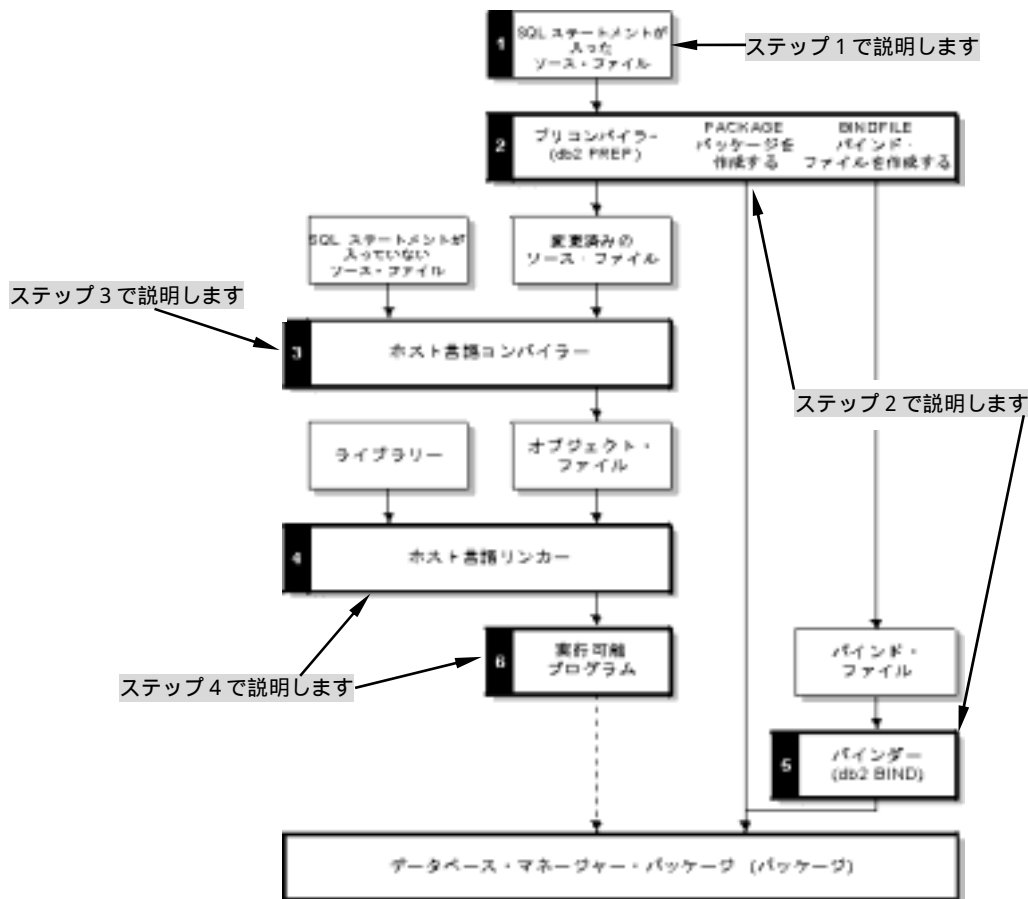 1
SQL ステートメントが
入った
ソース・ファイル
ステップ 1 で説明します
2
プリコンパイラー
(db2 PREP)
PACKAGE
パッケージを
作成する
BINDFILE
バインド・
ファイルを作成する
SQL ステートメントが
入っていない
ソース・ファイル
変更済みの
ソース・ファイル
ステップ 3 で説明します
3
ホスト言語コンパイラー
ステップ 2 で説明します
ライブラリー
オブジェクト・
ファイル
4
ホスト言語リンカー
6
実行可能
プログラム
バインド・
ファイル
ステップ 4 で説明します
5
バインダー
(db2 BIND)
データベース・マネージャー・パッケージ (パッケージ)